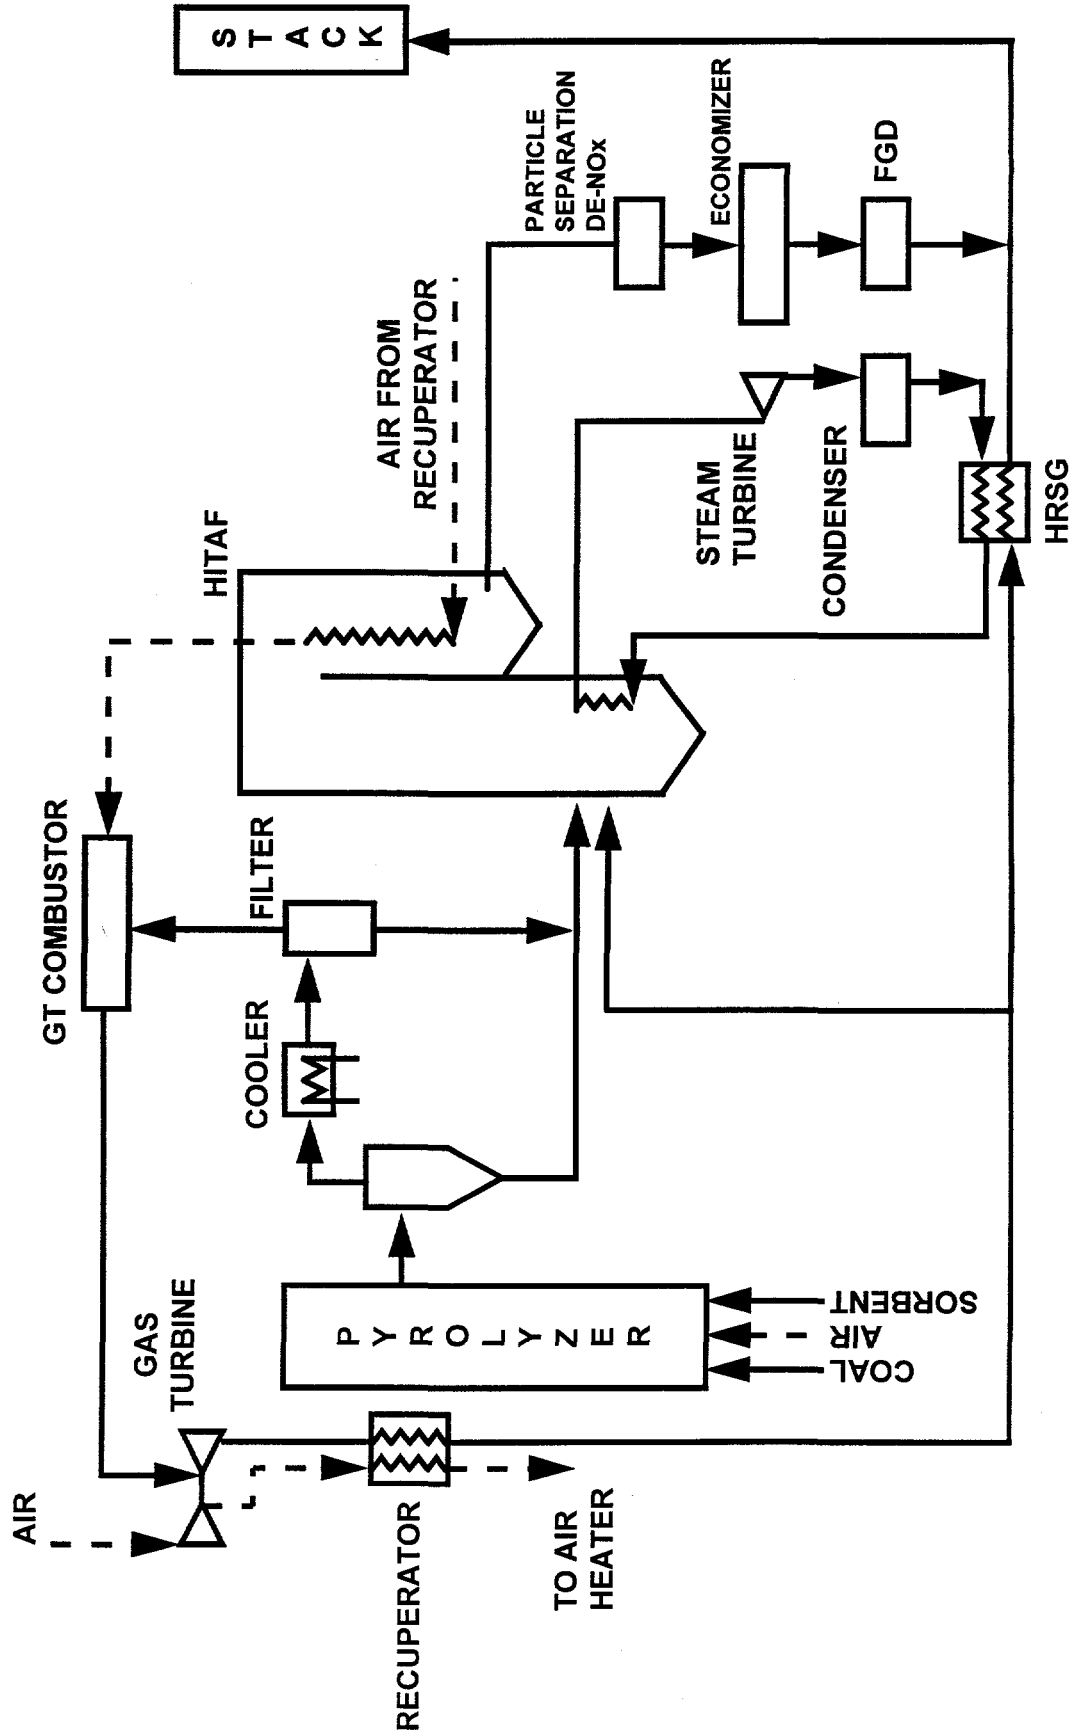 AIR
GAS
TURBINE
RECUPERATOR
TO AIR
HEATER
PYROLYZER
COAL
AIR
SORBENT
GT COMBUSTOR
COOLER
FILTER
HITAF
AIR FROM
RECUPERATOR
STEAM
TURBINE
CONDENSER
HRSG
PARTICLE
SEPARATION
DE-NOx
ECONOMIZER
FGD
STACK